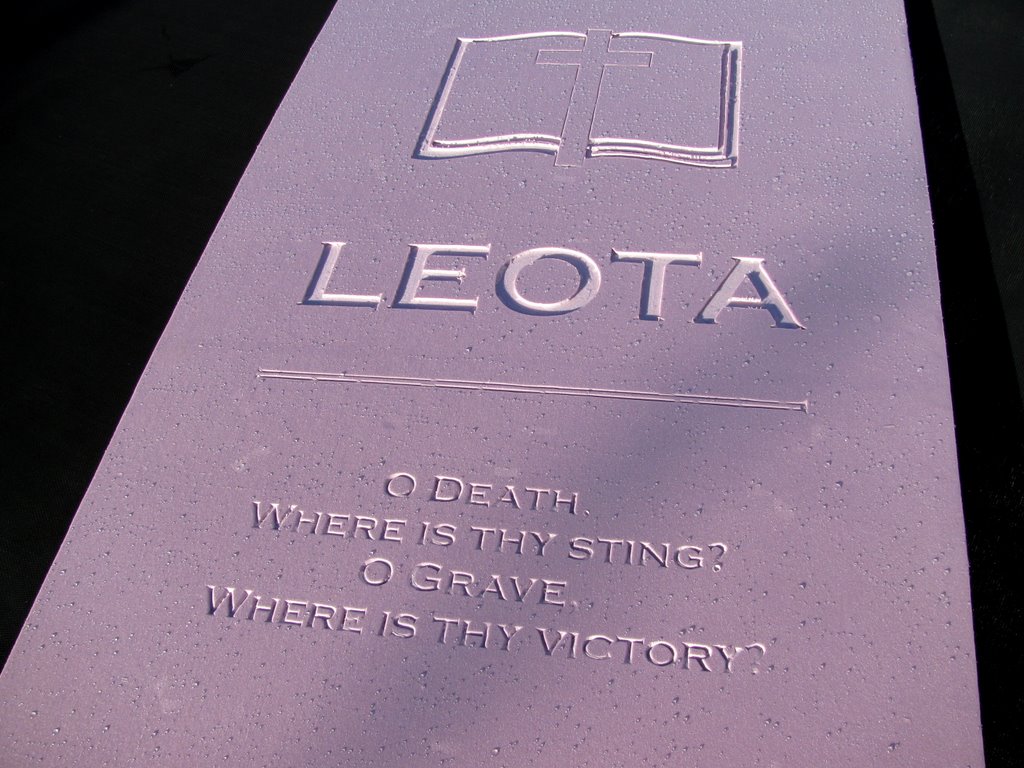 LEOTA
O DEATH,
WHERE IS THY STING?
O GRAVE,
WHERE IS THY VICTORY?